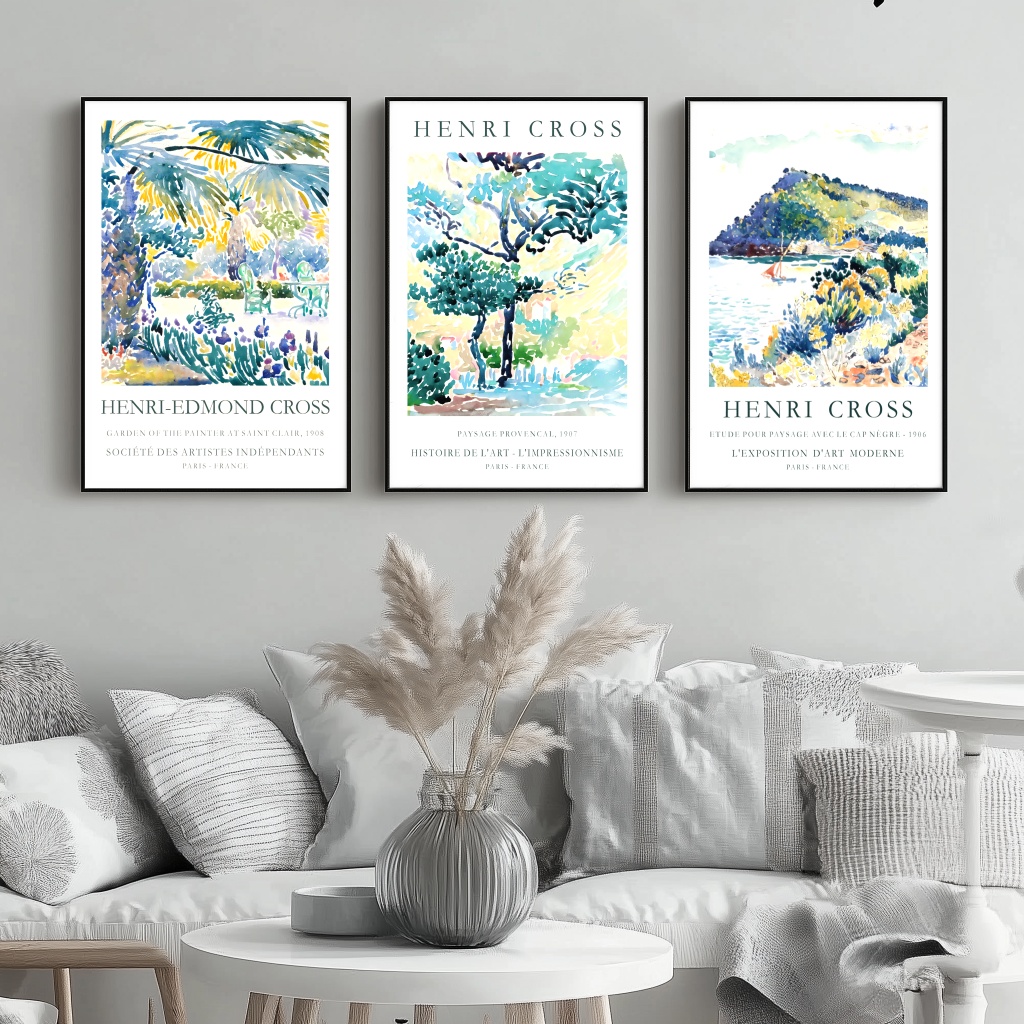 HENRI-EDMOND CROSS
GARDEN OF THE PAINTER AT SAINT CLAIR, 1908
SOCIÉTÉ DES ARTISTES INDÉPENDANTS
PARIS - FRANCE
HENRI CROSS
PAYSAGE PROVENCAL, 1907
HISTOIRE DE L'ART - L'IMPRESSIONNISME
PARIS - FRANCE
HENRI CROSS
ETUDE POUR PAYSAGE AVEC LE CAP NÈGRE - 1906
L'EXPOSITION D'ART MODERNE
PARIS - FRANCE